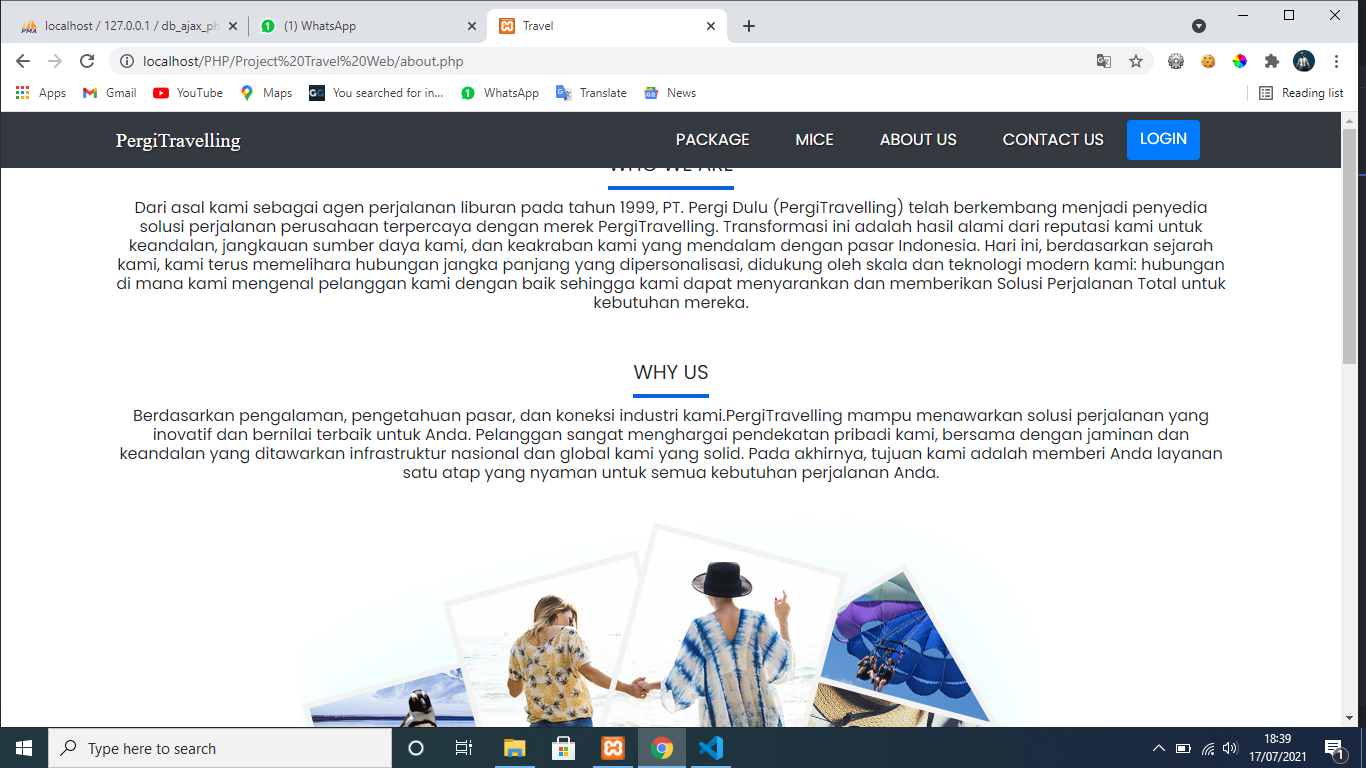 localhost / 127.0.0.1 / db_ajax_ph
(1) WhatsApp
Travel
localhost/PHP/Project%20Travel%20Web/about.php
Apps
Gmail
YouTube
Maps
You searched for in...
WhatsApp
Translate
News
Reading list
PergiTravelling
PACKAGE
MICE
ABOUT US
CONTACT US
LOGIN
WHO WE ARE
Dari asal kami sebagai agen perjalanan liburan pada tahun 1999, PT. Pergi Dulu (PergiTravelling) telah berkembang menjadi penyedia
solusi perjalanan perusahaan terpercaya dengan merek PergiTravelling. Transformasi ini adalah hasil alami dari reputasi kami untuk
keandalan, jangkauan sumber daya kami, dan keakraban kami yang mendalam dengan pasar Indonesia. Hari ini, berdasarkan sejarah
kami, kami terus memelihara hubungan jangka panjang yang dipersonalisasi, didukung oleh skala dan teknologi modern kami: hubungan
di mana kami mengenal pelanggan kami dengan baik sehingga kami dapat menyarankan dan memberikan Solusi Perjalanan Total untuk
kebutuhan mereka.
WHY US
Berdasarkan pengalaman, pengetahuan pasar, dan koneksi industri kami.PergiTravelling mampu menawarkan solusi perjalanan yang
inovatif dan bernilai terbaik untuk Anda. Pelanggan sangat menghargai pendekatan pribadi kami, bersama dengan jaminan dan
keandalan yang ditawarkan infrastruktur nasional dan global kami yang solid. Pada akhirnya, tujuan kami adalah memberi Anda layanan
satu atap yang nyaman untuk semua kebutuhan perjalanan Anda.
Type here to search
18:39
17/07/2021
1